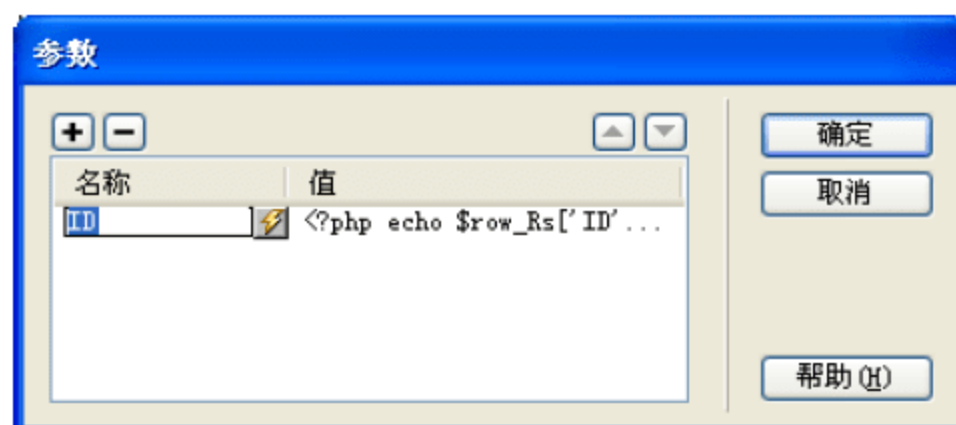 参数
确定
取消
名称 值
ID <?php echo $row_Rs['ID'...
帮助(H)